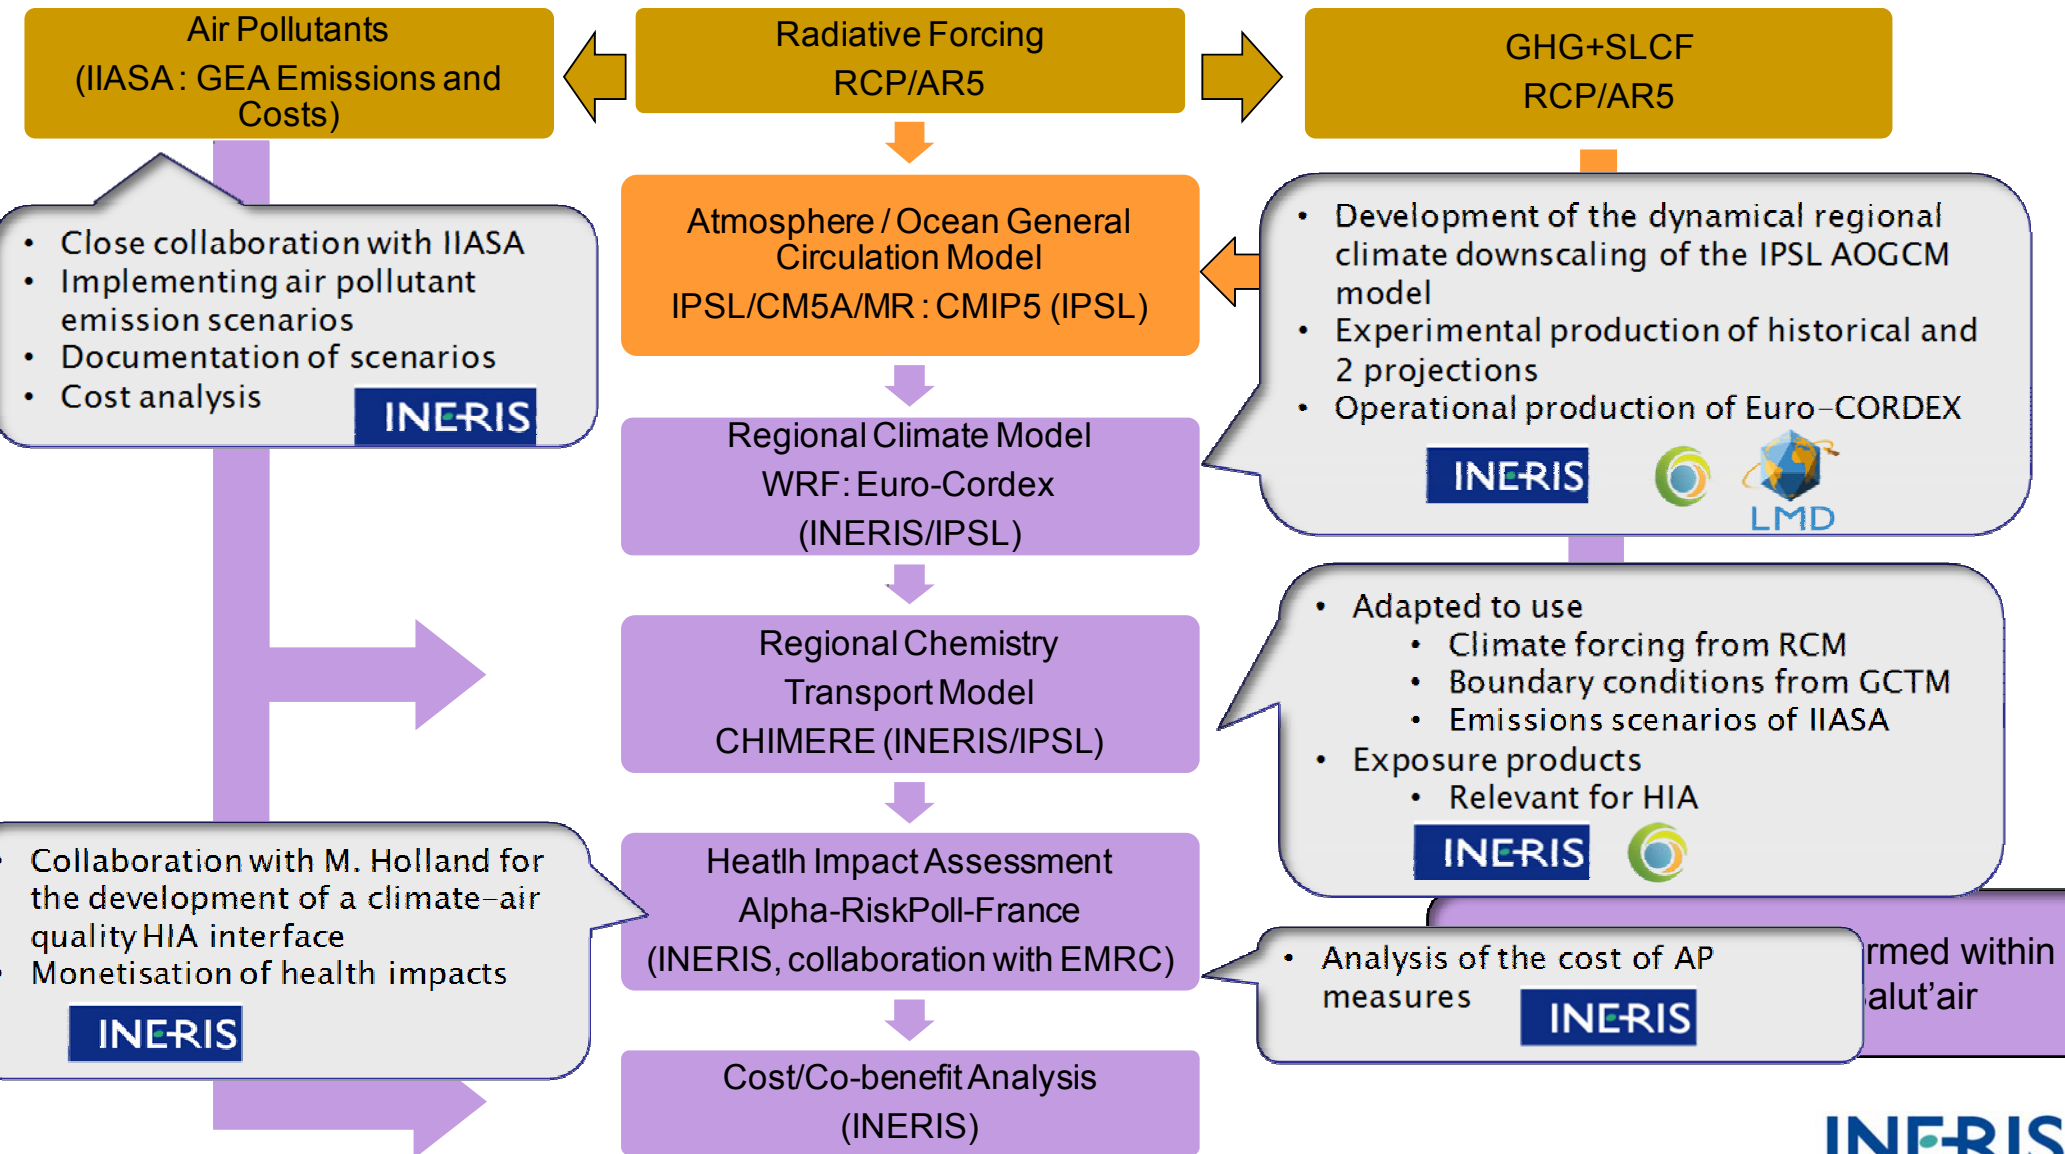 Air Pollutants
(IIASA : GEA Emissions and
Costs)
Radiative Forcing
RCP/AR5
GHG+SLCF
RCP/AR5
• Close collaboration with IIASA
• Implementing air pollutant
emission scenarios
• Documentation of scenarios
• Cost analysis
INERIS
Atmosphere / Ocean General
Circulation Model
IPSL/CM5A/MR : CMIP5 (IPSL)
• Development of the dynamical regional
climate downscaling of the IPSL AOGCM
model
• Experimental production of historical and
2 projections
• Operational production of Euro-CORDEX
INERIS
LMD
Regional Climate Model
WRF: Euro-Cordex
(INERIS/IPSL)
Regional Chemistry
Transport Model
CHIMERE (INERIS/IPSL)
• Adapted to use
• Climate forcing from RCM
• Boundary conditions from GCTM
• Emissions scenarios of IIASA
• Exposure products
• Relevant for HIA
INERIS
• Collaboration with M. Holland for
the development of a climate-air
quality HIA interface
• Monetisation of health impacts
INERIS
Heatlh Impact Assessment
Alpha-RiskPoll-France
(INERIS, collaboration with EMRC)
• Analysis of the cost of AP
measures
INERIS
rmed within
alut'air
Cost/Co-benefit Analysis
(INERIS)
INERIS